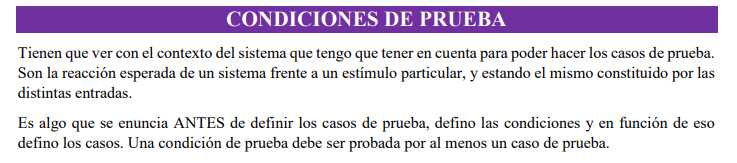 CONDICIONES DE PRUEBA
Tienen que ver con el contexto del sistema que tengo que tener en cuenta para poder hacer los casos de prueba.
Son la reacción esperada de un sistema frente a un estímulo particular, y estando el mismo constituido por las
distintas entradas.
Es algo que se enuncia ANTES de definir los casos de prueba, defino las condiciones y en función de eso
defino los casos. Una condición de prueba debe ser probada por al menos un caso de prueba.